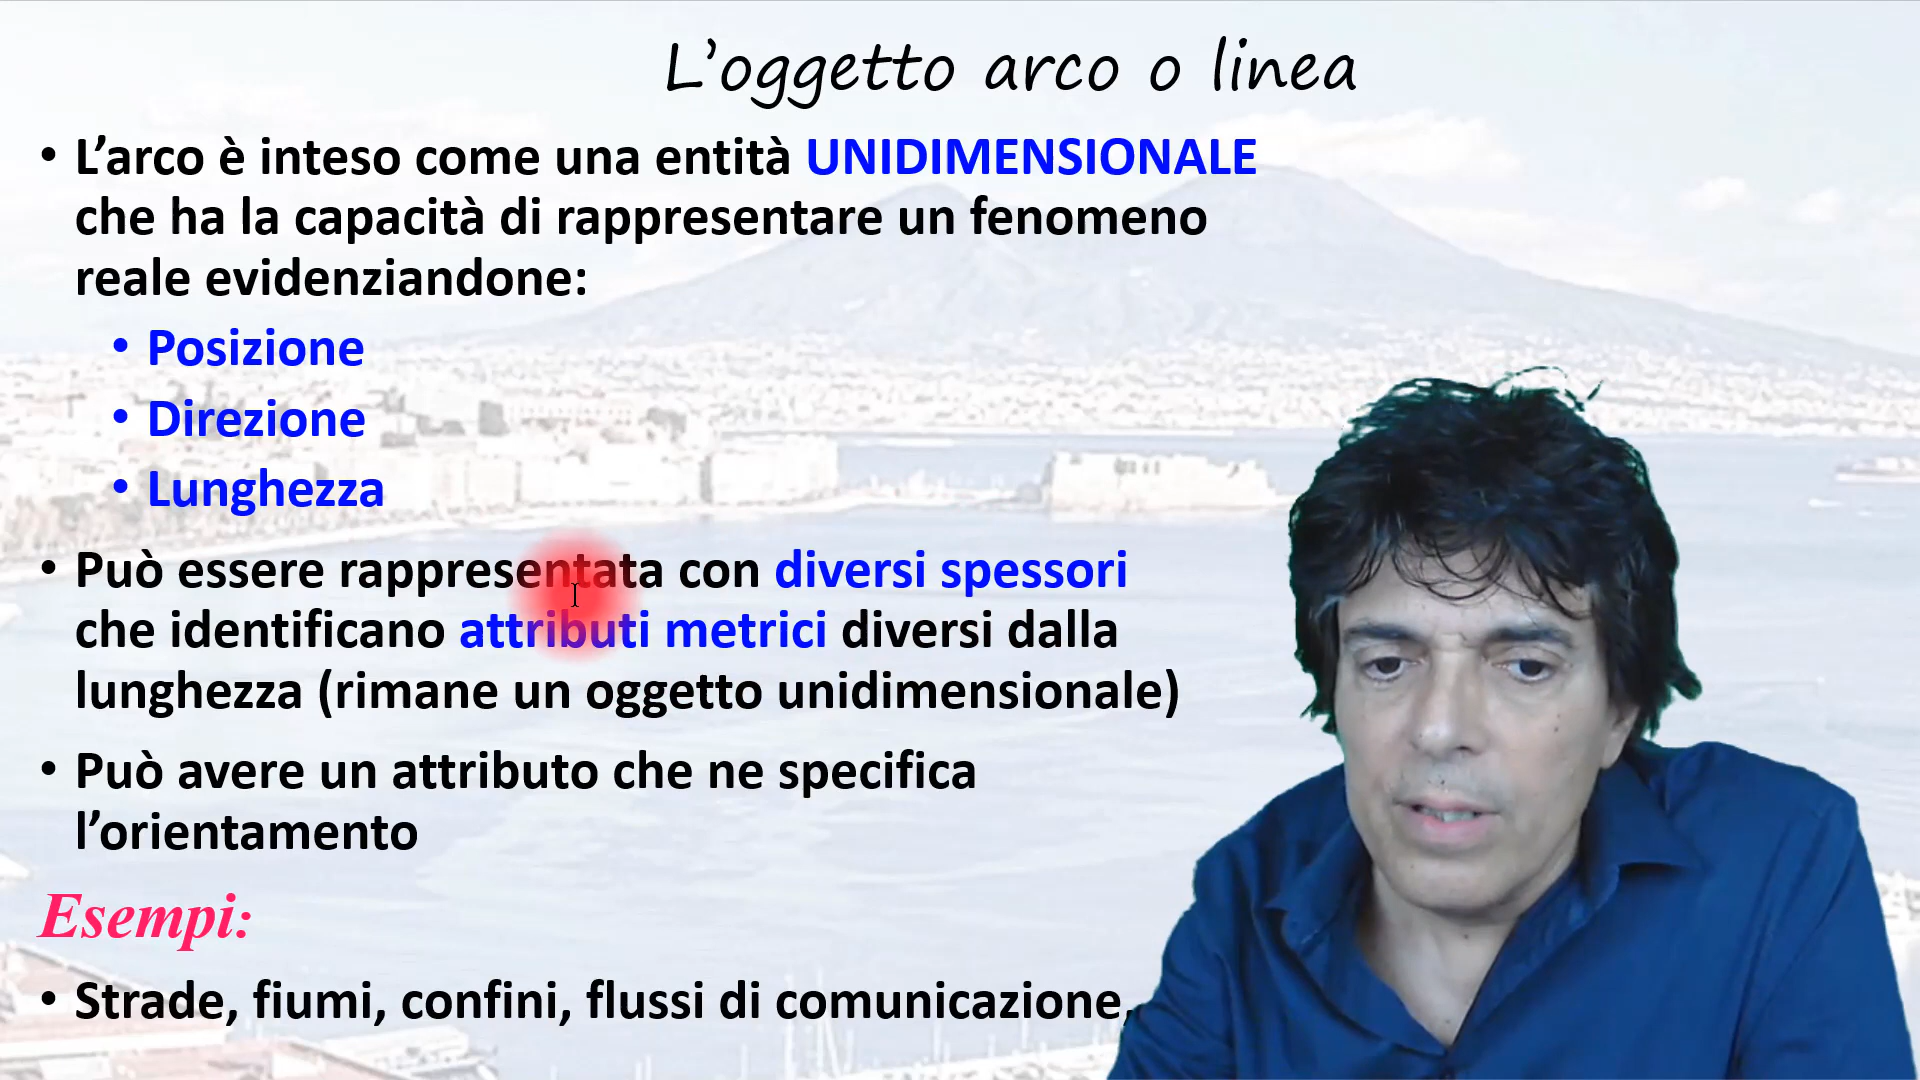 L’oggetto arco o linea
• L’arco è inteso come una entità UNIDIMENSIONALE
che ha la capacità di rappresentare un fenomeno
reale evidenziandone:
• Posizione
• Direzione
• Lunghezza
• Può essere rappresentata con diversi spessori
che identificano attributi metrici diversi dalla
lunghezza (rimane un oggetto unidimensionale)
• Può avere un attributo che ne specifica
l’orientamento
Esempi:
• Strade, fiumi, confini, flussi di comunicazione,